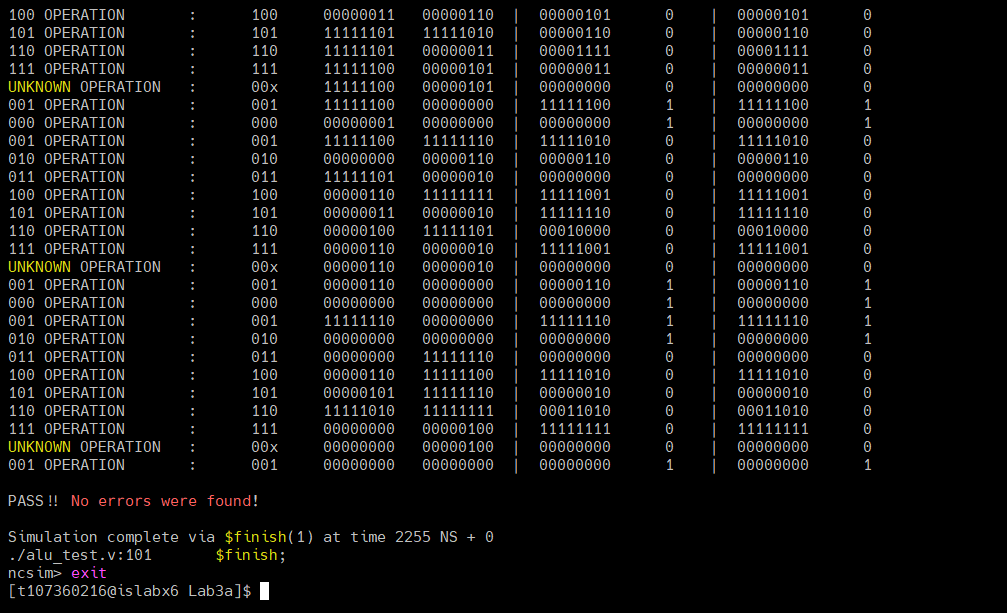 100 OPERATION : 100 00000011 00000110 | 00000101 0 | 00000101 0
101 OPERATION : 101 11111101 11111010 | 00000110 0 | 00000110 0
110 OPERATION : 110 11111101 00000011 | 00001111 0 | 00001111 0
111 OPERATION : 111 11111100 00000101 | 00000011 0 | 00000011 0
UNKNOWN OPERATION : 00x 11111100 00000101 | 00000000 0 | 00000000 0
001 OPERATION : 001 11111100 00000000 | 11111100 1 | 11111100 1
000 OPERATION : 000 00000001 00000000 | 00000000 1 | 00000000 1
001 OPERATION : 001 11111100 11111110 | 11111010 0 | 11111010 0
010 OPERATION : 010 00000000 00000110 | 00000110 0 | 00000110 0
011 OPERATION : 011 11111101 00000010 | 00000000 0 | 00000000 0
100 OPERATION : 100 00000110 11111111 | 11111001 0 | 11111001 0
101 OPERATION : 101 00000011 00000010 | 11111110 0 | 11111110 0
110 OPERATION : 110 00000100 11111101 | 00010000 0 | 00010000 0
111 OPERATION : 111 00000110 00000010 | 11111001 0 | 11111001 0
UNKNOWN OPERATION : 00x 00000110 00000010 | 00000000 0 | 00000000 0
001 OPERATION : 001 00000110 00000000 | 00000110 1 | 00000110 1
000 OPERATION : 000 00000000 00000000 | 00000000 1 | 00000000 1
001 OPERATION : 001 11111110 00000000 | 11111110 1 | 11111110 1
010 OPERATION : 010 00000000 00000000 | 00000000 1 | 00000000 1
011 OPERATION : 011 00000000 11111110 | 00000000 0 | 00000000 0
100 OPERATION : 100 00000110 11111100 | 11111010 0 | 11111010 0
101 OPERATION : 101 00000101 11111110 | 00000010 0 | 00000010 0
110 OPERATION : 110 11111010 11111111 | 00011010 0 | 00011010 0
111 OPERATION : 111 00000000 00000100 | 11111111 0 | 11111111 0
UNKNOWN OPERATION : 00x 00000000 00000100 | 00000000 0 | 00000000 0
001 OPERATION : 001 00000000 00000000 | 00000000 1 | 00000000 1
PASS!! No errors were found!
Simulation complete via $finish(1) at time 2255 NS + 0
./alu_test.v:101 $finish;
ncsim> exit
[t107360216@islabx6 Lab3a]$